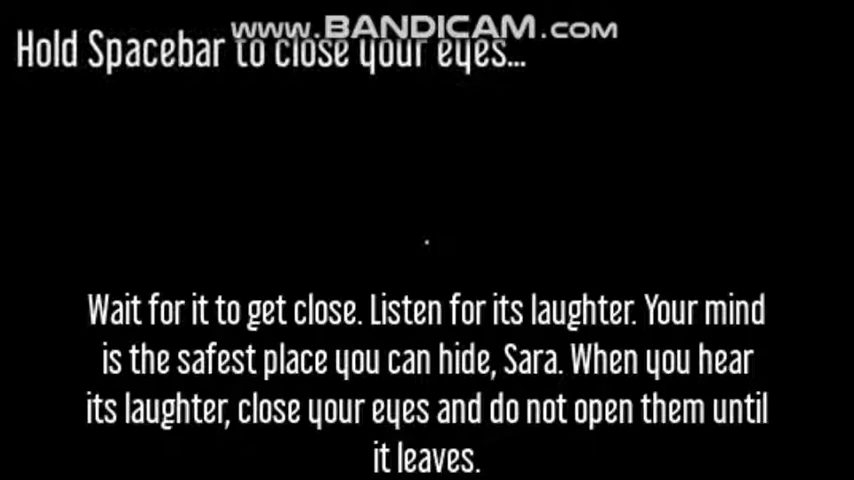 www.BANDICAM.com
Hold Spacebar to close your eyes...
Wait for it to get close. Listen for its laughter. Your mind
is the safest place you can hide, Sara. When you hear
its laughter, close your eyes and do not open them until
it leaves.